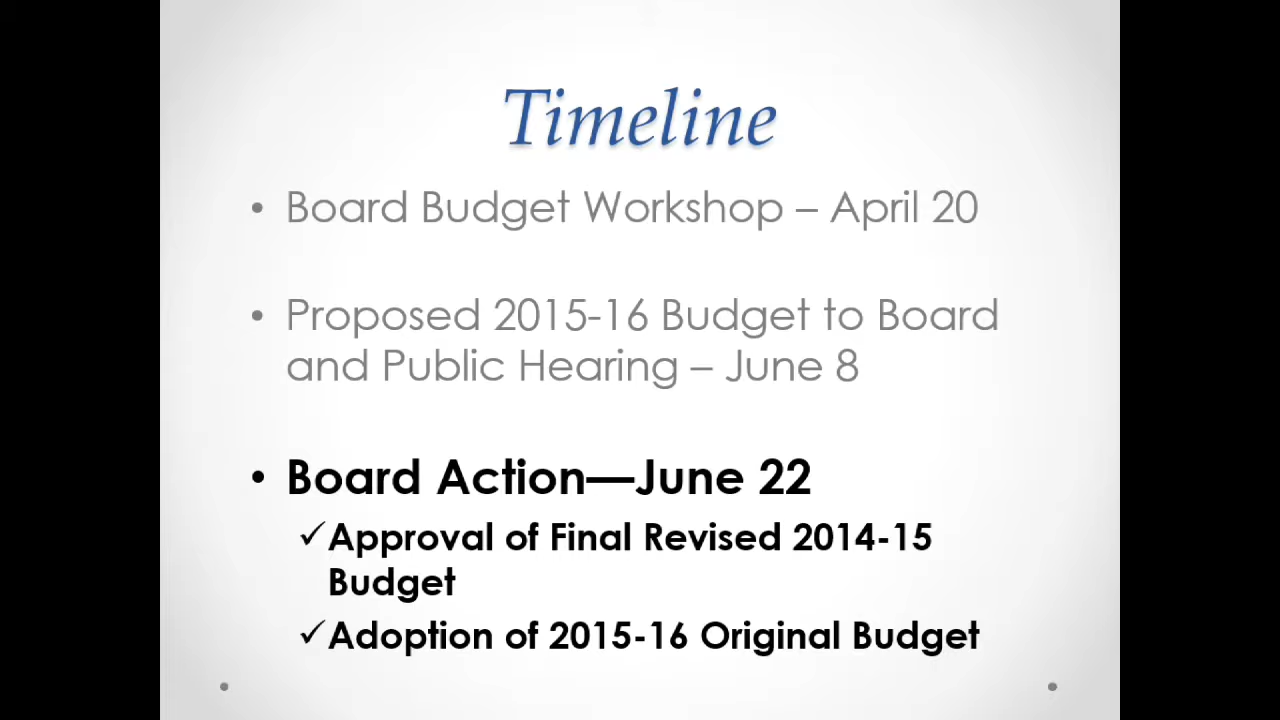 Timeline
• Board Budget Workshop – April 20
• Proposed 2015-16 Budget to Board
and Public Hearing – June 8
• Board Action—June 22
✓Approval of Final Revised 2014-15
Budget
✓Adoption of 2015-16 Original Budget